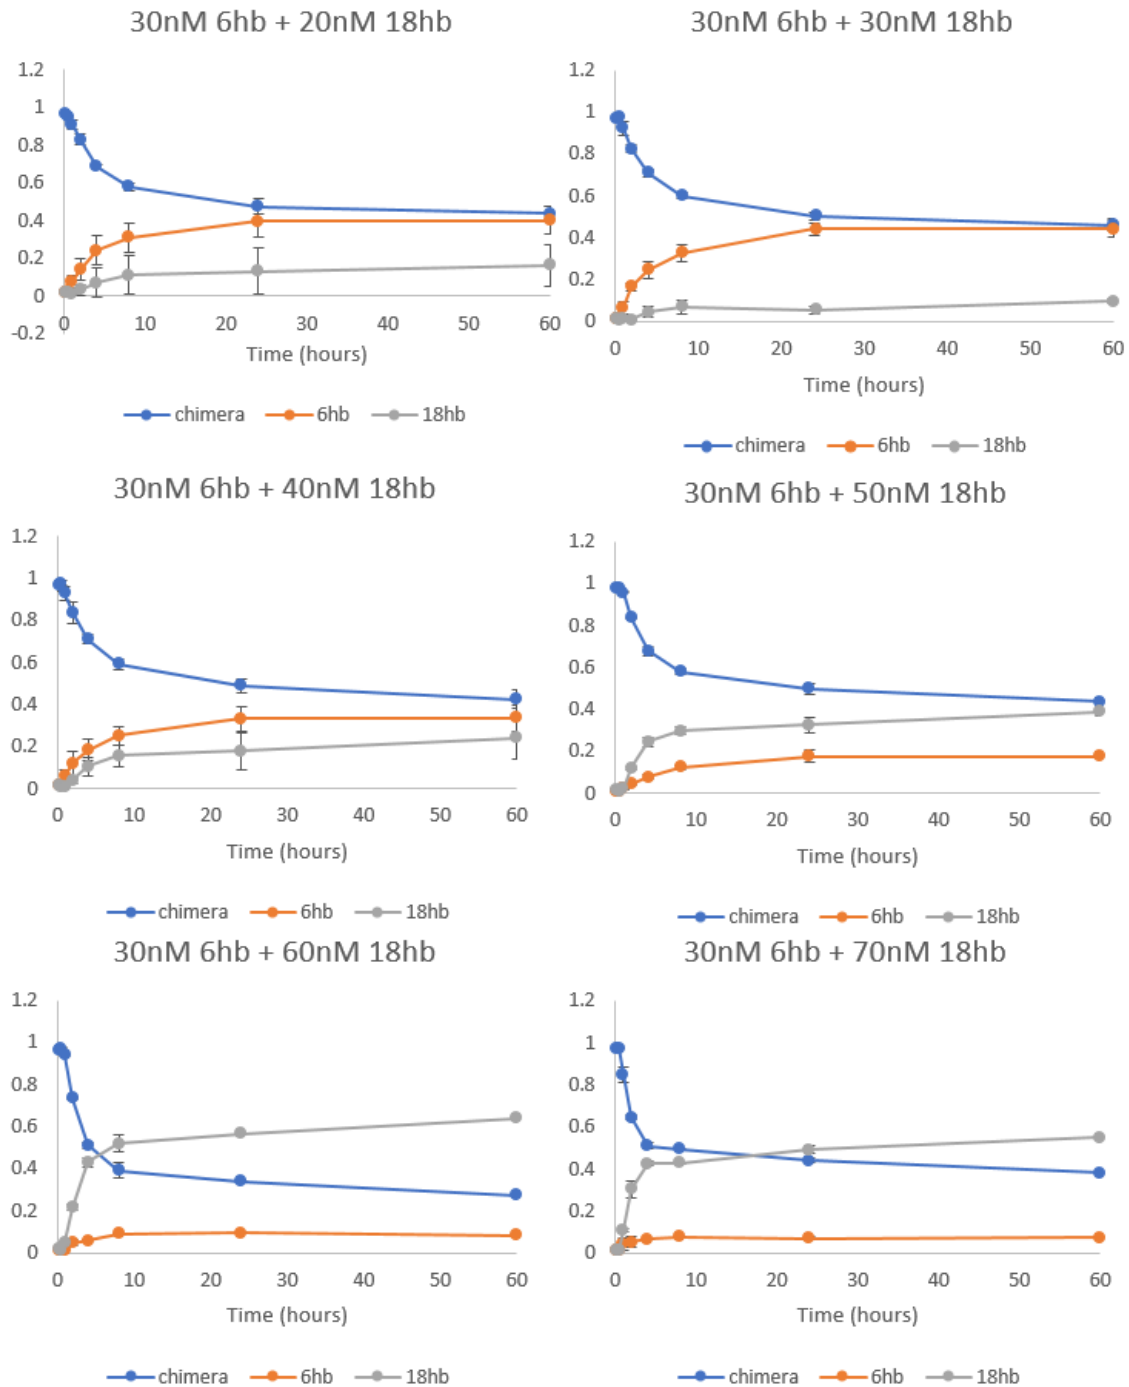 30nM 6hb + 20nM 18hb
1.2
1
0.8
0.6
0.4
0.2
0
-0.2
0 10 20 30 40 50 60
Time (hours)
chimera 6hb 18hb
30nM 6hb + 30nM 18hb
1.2
1
0.8
0.6
0.4
0.2
0
0 10 20 30 40 50 60
Time (hours)
chimera 6hb 18hb
30nM 6hb + 40nM 18hb
1.2
1
0.8
0.6
0.4
0.2
0
0 10 20 30 40 50 60
Time (hours)
chimera 6hb 18hb
30nM 6hb + 50nM 18hb
1.2
1
0.8
0.6
0.4
0.2
0
0 10 20 30 40 50 60
Time (hours)
chimera 6hb 18hb
30nM 6hb + 60nM 18hb
1.2
1
0.8
0.6
0.4
0.2
0
0 10 20 30 40 50 60
Time (hours)
chimera 6hb 18hb
30nM 6hb + 70nM 18hb
1.2
1
0.8
0.6
0.4
0.2
0
0 10 20 30 40 50 60
Time (hours)
chimera 6hb 18hb